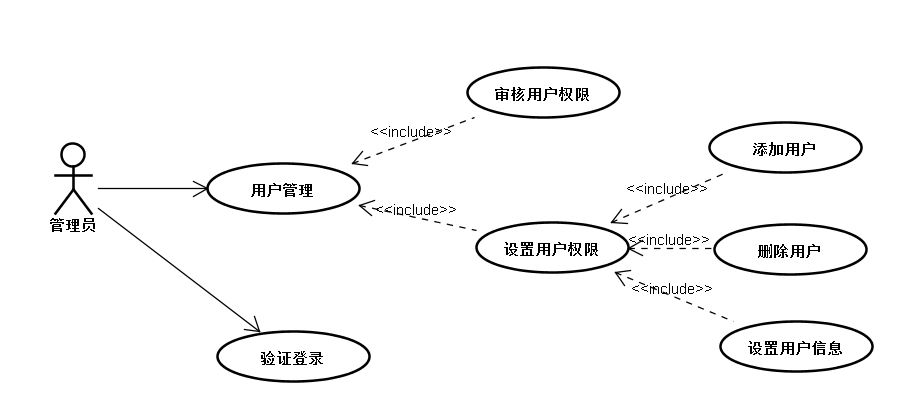 审核用户权限
<<include>>
添加用户
用户管理
<<include>>
管理员
<<include>>
设置用户权限
<<include>>
删除用户
<<include>>
验证登录
设置用户信息